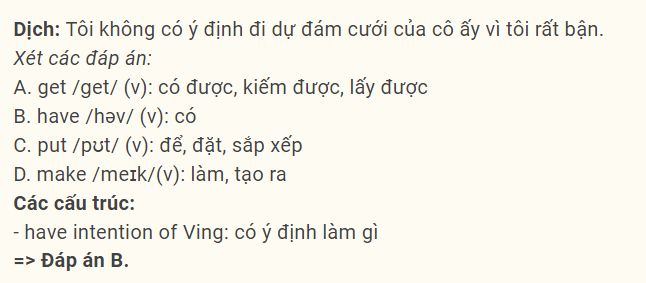 Dịch: Tôi không có ý định đi dự đám cưới của cô ấy vì tôi rất bận.
Xét các đáp án:
A. get /get/ (v): có được, kiếm được, lấy được
B. have /həv/ (v): có
C. put /pʊt/ (v): để, đặt, sắp xếp
D. make /meɪk/(v): làm, tạo ra
Các cấu trúc:
- have intention of Ving: có ý định làm gì
=> Đáp án B.